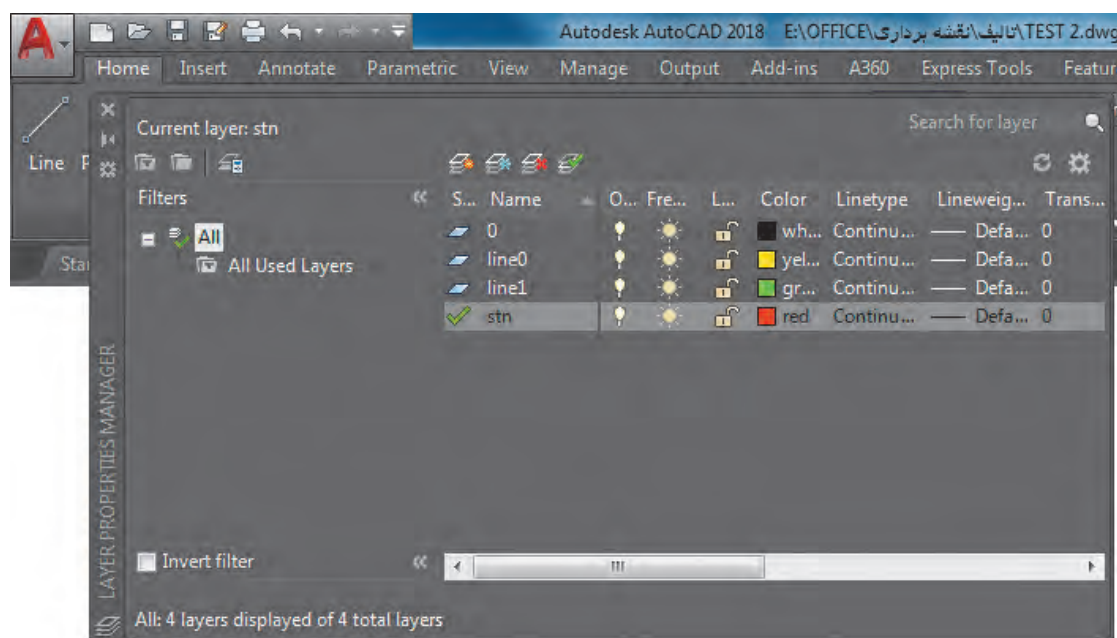 Autodesk AutoCAD 2018 E:\OFFICE\تالیف\نقشه برداری\TEST 2.dwg
Home Insert Annotate Parametric View Manage Output Add-ins A360 Express Tools Featur
Current layer: stn
Search for layer
Line P
Filters
S... Name O... Fre... L... Color Linetype Lineweig... Trans...
All
All Used Layers
0 wh... Continu... Defa... 0
line0 yel... Continu... Defa... 0
line1 gr... Continu... Defa... 0
stn red Continu... Defa... 0
Star
LAYER PROPERTIES MANAGER
Invert filter
All: 4 layers displayed of 4 total layers